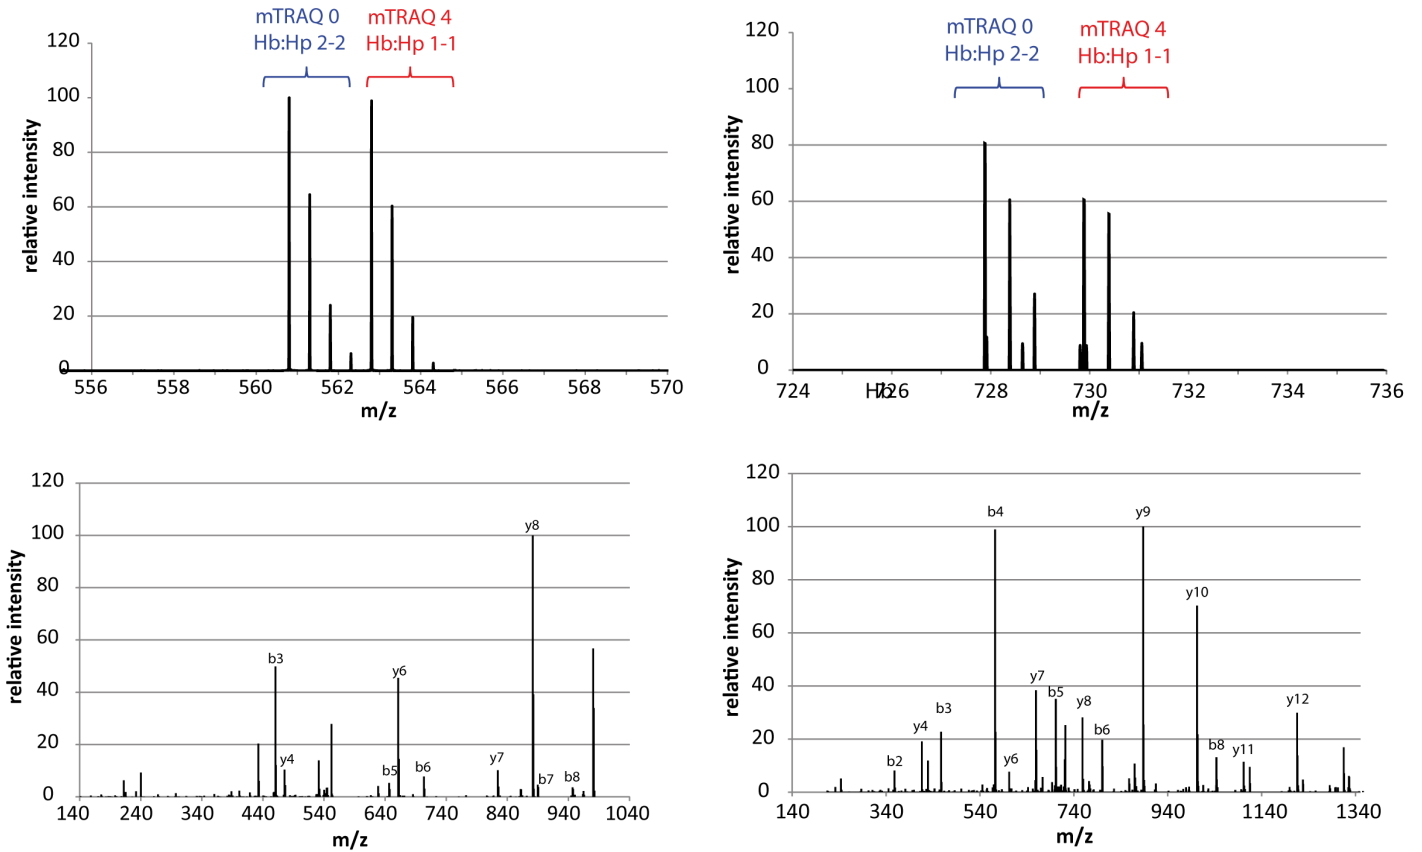 mTRAQ 0
Hb:Hp 2-2
mTRAQ 4
Hb:Hp 1-1
120
100
80
60
40
20
0
relative intensity
556 558 560 562 564 566 568 570
m/z
mTRAQ 0
Hb:Hp 2-2
mTRAQ 4
Hb:Hp 1-1
120
100
80
60
40
20
0
relative intensity
724 726 728 730 732 734 736
Hb
m/z
120
100
80
60
40
20
0
relative intensity
y8
b3
y6
y4
b5
b6
y7
b7
b8
140 240 340 440 540 640 740 840 940 1040
m/z
120
100
80
60
40
20
0
relative intensity
b4
y9
y10
y7
b5
y8
y12
b3
y4
b6
b2
y6
b8
y11
140 340 540 740 940 1140 1340
m/z